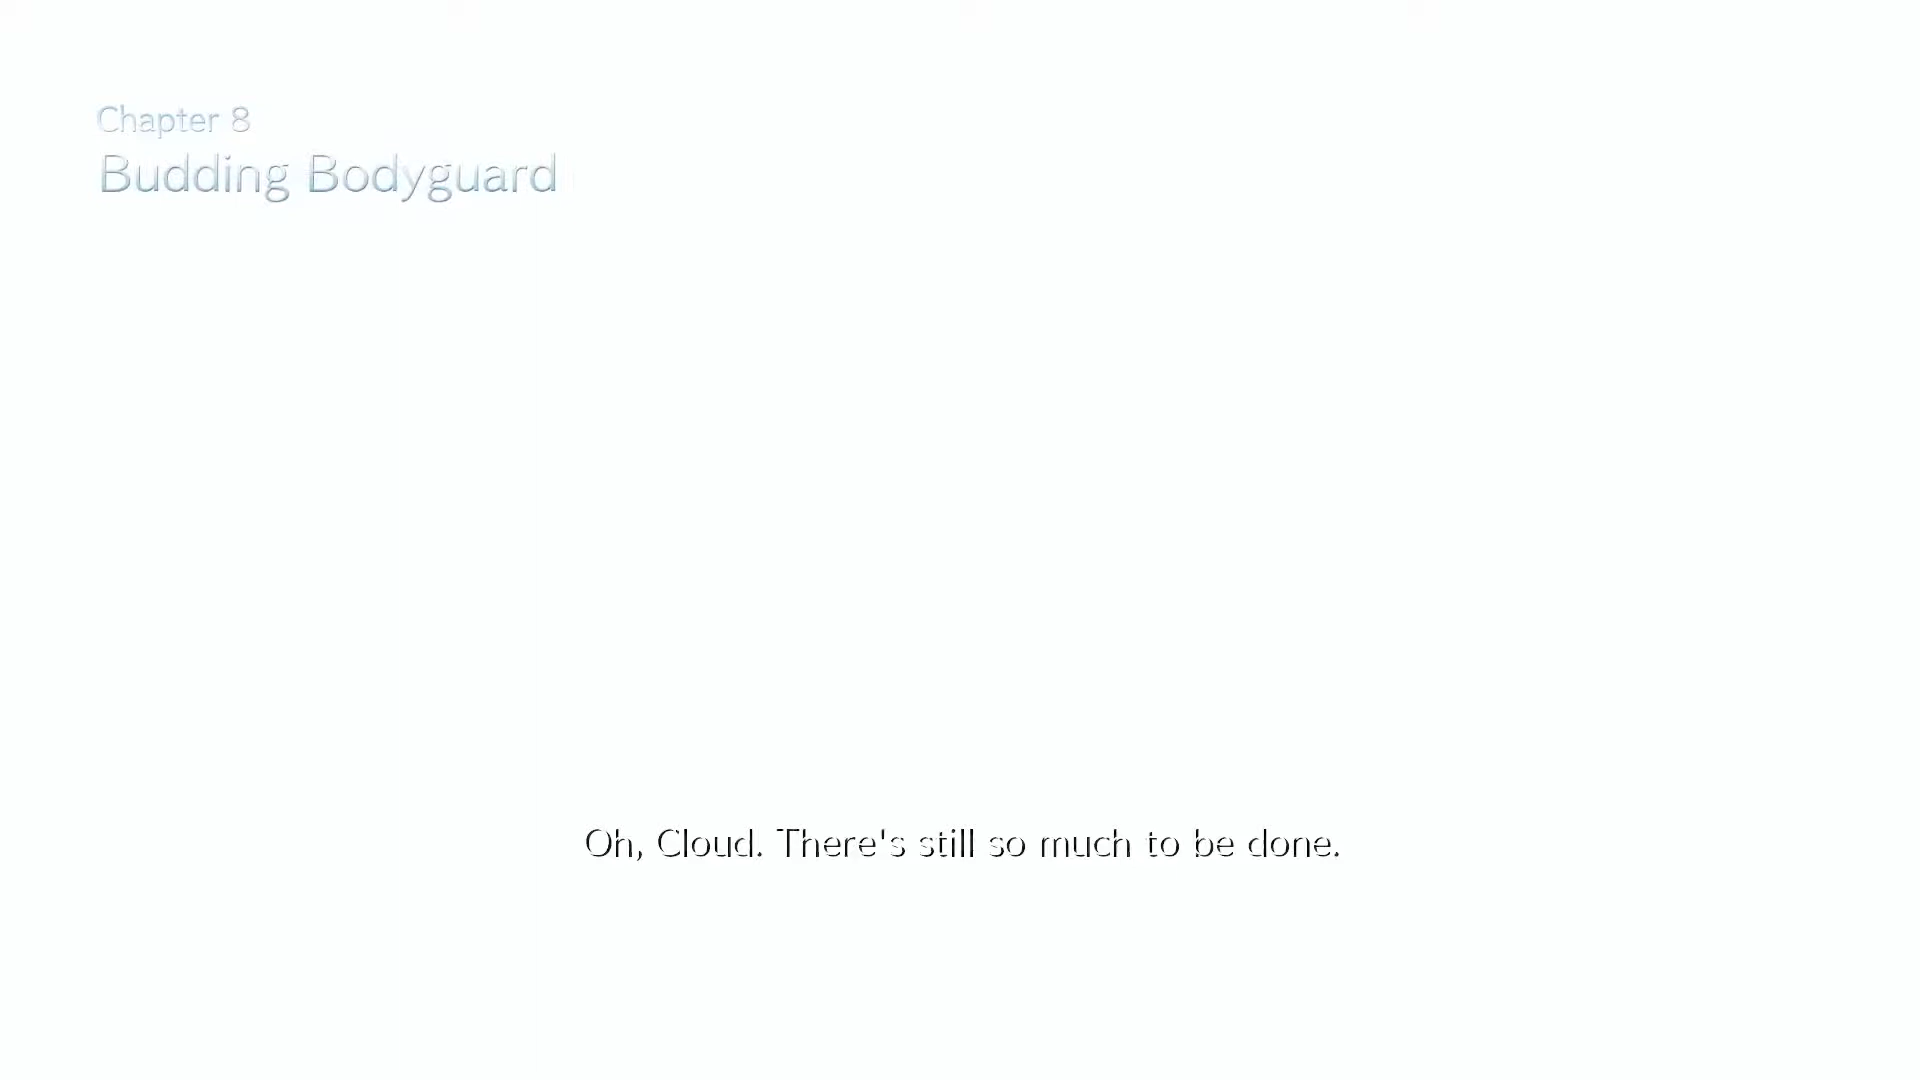 Chapter 8
Budding Bodyguard
Oh, Cloud. There's still so much to be done.